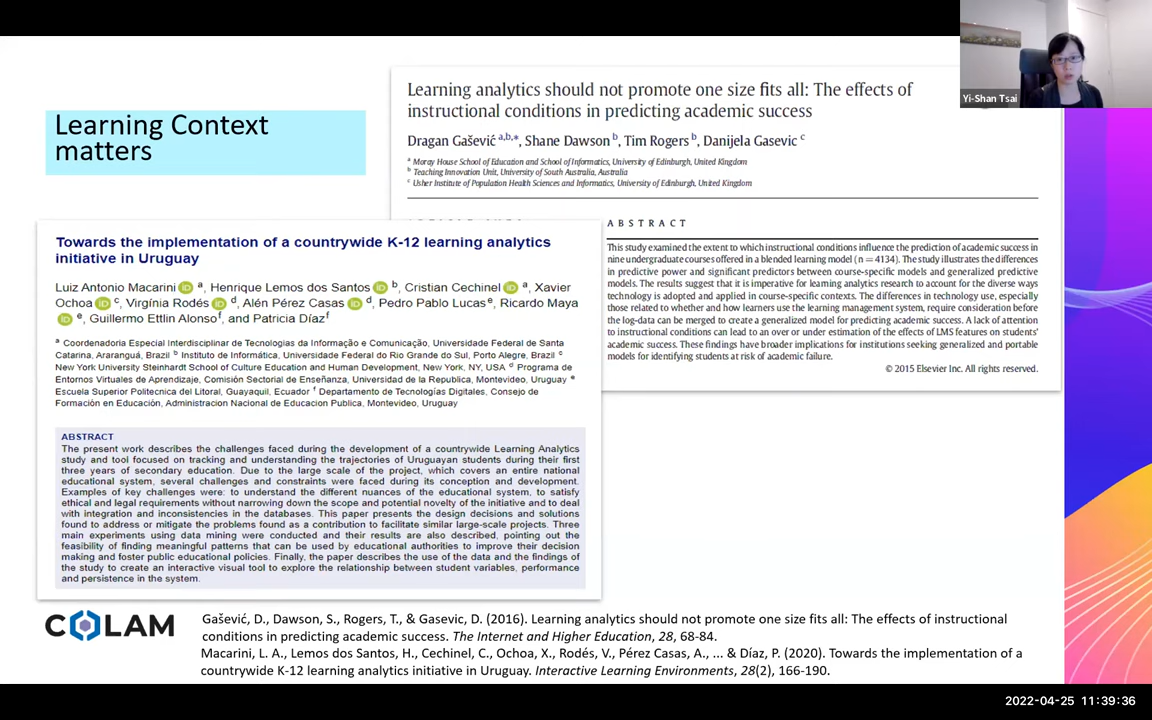 Learning Context
matters
Learning analytics should not promote one size fits all: The effects of
instructional conditions in predicting academic success
Dragan Gašević a,b,*, Shane Dawson b, Tim Rogers b, Danijela Gasevic c
a Moray House School of Education and School of Informatics, University of Edinburgh, United Kingdom
b Teaching Innovation Unit, University of South Australia, Australia
c Usher Institute of Population Health Sciences and Informatics, University of Edinburgh, United Kingdom
ABSTRACT
This study examined the extent to which instructional conditions influence the prediction of academic success in
nine undergraduate courses offered in a blended learning model (n = 4134). The study illustrates the differences
in predictive power and significant predictors between course-specific models and generalized predictive
models. The results suggest that it is imperative for learning analytics research to account for the diverse ways
technology is adopted and applied in course-specific contexts. The differences in technology use, especially
those related to whether and how learners use the learning management system, require consideration before
the log-data can be merged to create a generalized model for predicting academic success. A lack of attention
to instructional conditions can lead to an over or under estimation of the effects of LMS features on students'
academic success. These findings have broader implications for institutions seeking generalized and portable
models for identifying students at risk of academic failure.
© 2015 Elsevier Inc. All rights reserved.
Towards the implementation of a countrywide K-12 learning analytics
initiative in Uruguay
Luiz Antonio Macarini iD a, Henrique Lemos dos Santos iD b, Cristian Cechinel iD a, Xavier
Ochoa iD c, Virgínia Rodés iD d, Alén Pérez Casas iD d, Pedro Pablo Lucas e, Ricardo Maya
iD e, Guillermo Ettlin Alonso f, and Patricia Díaz f
a Coordenadoria Especial Interdisciplinar de Tecnologias da Informação e Comunicação, Universidade Federal de Santa
Catarina, Araranguá, Brazil b Instituto de Informática, Universidade Federal do Rio Grande do Sul, Porto Alegre, Brazil c
New York University Steinhardt School of Culture Education and Human Development, New York, NY, USA d Programa de
Entornos Virtuales de Aprendizaje, Comisión Sectorial de Enseñanza, Universidad de la Republica, Montevideo, Uruguay e
Escuela Superior Politecnica del Litoral, Guayaquil, Ecuador f Departamento de Tecnologías Digitales, Consejo de
Formación en Educación, Administracion Nacional de Educacion Publica, Montevideo, Uruguay
ABSTRACT
The present work describes the challenges faced during the development of a countrywide Learning Analytics
study and tool focused on tracking and understanding the trajectories of Uruguayan students during their first
three years of secondary education. Due to the large scale of the project, which covers an entire national
educational system, several challenges and constraints were faced during its conception and development.
Examples of key challenges were: to understand the different nuances of the educational system, to satisfy
ethical and legal requirements without narrowing down the scope and potential novelty of the initiative and to deal
with integration and inconsistencies in the databases. This paper presents the design decisions and solutions
found to address or mitigate the problems found as a contribution to facilitate similar large-scale projects. Three
main experiments using data mining were conducted and their results are also described, pointing out the
feasibility of finding meaningful patterns that can be used by educational authorities to improve their decision
making and foster public educational policies. Finally, the paper describes the use of the data and the findings of
the study to create an interactive visual tool to explore the relationship between student variables, performance
and persistence in the system.
COLAM
Gašević, D., Dawson, S., Rogers, T., & Gasevic, D. (2016). Learning analytics should not promote one size fits all: The effects of instructional
conditions in predicting academic success. The Internet and Higher Education, 28, 68-84.
Macarini, L. A., Lemos dos Santos, H., Cechinel, C., Ochoa, X., Rodés, V., Pérez Casas, A., ... & Díaz, P. (2020). Towards the implementation of a
countrywide K-12 learning analytics initiative in Uruguay. Interactive Learning Environments, 28(2), 166-190.
Yi-Shan Tsai
2022-04-25 11:39:36